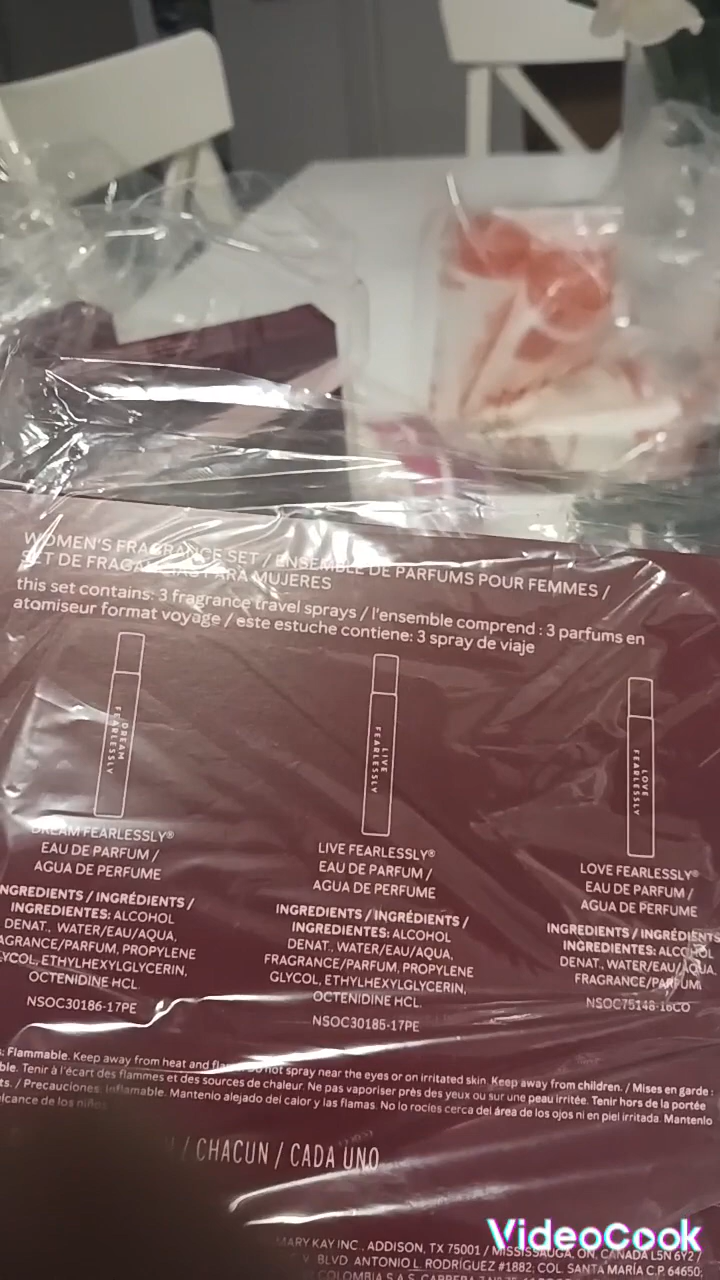 WOMEN'S FRAGRANCE SET / ENSEMBLE DE PARFUMS POUR FEMMES /
SET DE FRAGANCIAS PARA MUJERES
this set contains: 3 fragrance travel sprays / l'ensemble comprend : 3 parfums en
atomiseur format voyage / este estuche contiene: 3 spray de viaje
DREAM
FEARLESSLY
LIVE
FEARLESSLY
LOVE
FEARLESSLY
DREAM FEARLESSLY®
EAU DE PARFUM /
AGUA DE PERFUME
INGREDIENTS / INGRÉDIENTS /
INGREDIENTES: ALCOHOL
DENAT., WATER/EAU/AQUA,
FRAGRANCE/PARFUM, PROPYLENE
GLYCOL, ETHYLHEXYLGLYCERIN,
OCTENIDINE HCL.
NSOC30186-17PE
LIVE FEARLESSLY®
EAU DE PARFUM /
AGUA DE PERFUME
INGREDIENTS / INGRÉDIENTS /
INGREDIENTES: ALCOHOL
DENAT., WATER/EAU/AQUA,
FRAGRANCE/PARFUM, PROPYLENE
GLYCOL, ETHYLHEXYLGLYCERIN,
OCTENIDINE HCL.
NSOC30185-17PE
LOVE FEARLESSLY®
EAU DE PARFUM /
AGUA DE PERFUME
INGREDIENTS / INGRÉDIENTS
INGREDIENTES: ALCOHOL
DENAT., WATER/EAU/AQUA,
FRAGRANCE/PARFUM
NSOC75148-16CO
: Flammable. Keep away from heat and not spray near the eyes or on irritated skin. Keep away from children. / Mises en garde :
Tenir à l'écart des flammes et des sources de chaleur. Ne pas vaporiser près des yeux ou sur une peau irritée. Tenir hors de la portée
/ Precauciones: Inflamable. Mantenlo alejado del calor y las flamas. No lo rocíes cerca del área de los ojos ni en piel irritada. Mantenlo
alcance de los niños
/ CHACUN / CADA UNO
MARY KAY INC., ADDISON, TX 75001 / MISSISSAUGA, ON, CANADA L5N 6Y2 /
BLVD ANTONIO L. RODRÍGUEZ #1882, COL. SANTA MARÍA C.P. 64650
COLOMBIA S.A.S.
VideoCook